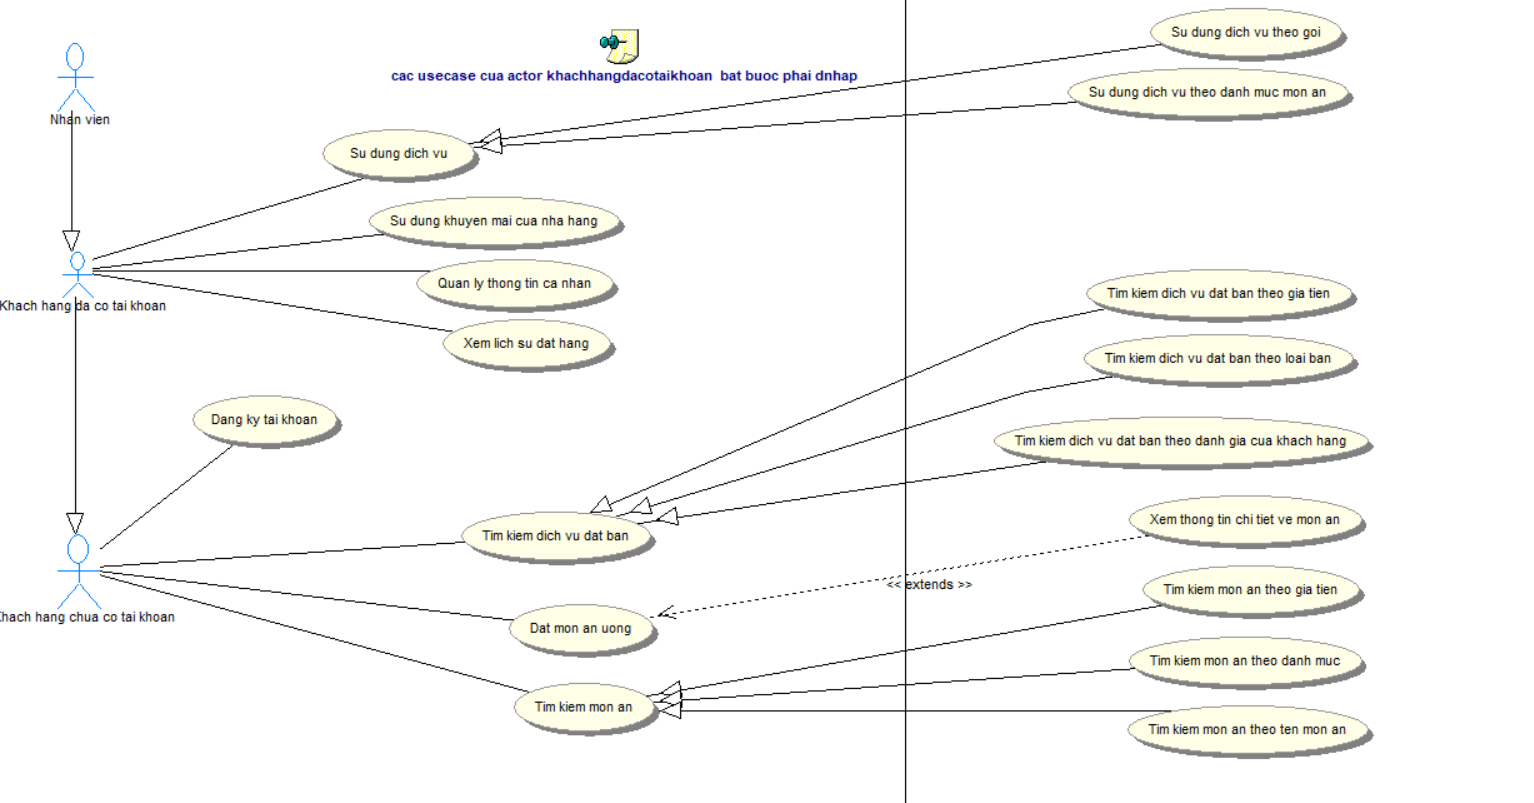 Su dung dich vu theo goi
cac usecase cua actor khachhangdacotaikhoan bat buoc phai dnhap
Su dung dich vu theo danh muc mon an
Nhan vien
Su dung dich vu
Su dung khuyen mai cua nha hang
Quan ly thong tin ca nhan
Tim kiem dich vu dat ban theo gia tien
Khach hang da co tai khoan
Xem lich su dat hang
Tim kiem dich vu dat ban theo loai ban
Dang ky tai khoan
Tim kiem dich vu dat ban theo danh gia cua khach hang
Xem thong tin chi tiet ve mon an
Tim kiem dich vu dat ban
<< extends >>
Tim kiem mon an theo gia tien
Khach hang chua co tai khoan
Dat mon an uong
Tim kiem mon an theo danh muc
Tim kiem mon an
Tim kiem mon an theo ten mon an